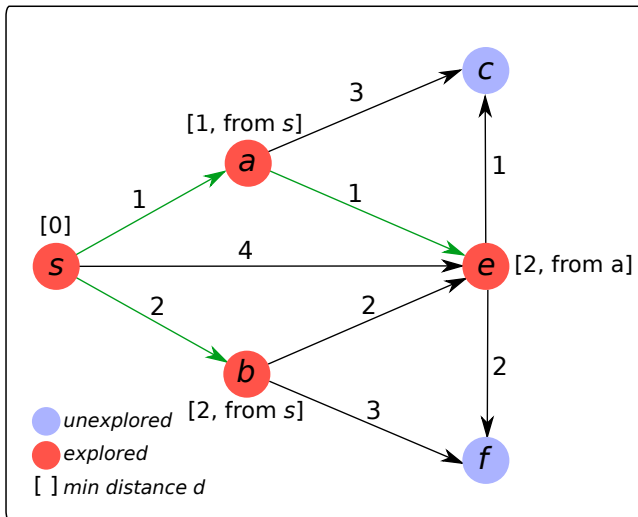 c
3
[1, from s]
a
1
1
1
[0]
s
4
e
[2, from a]
2
2
2
b
3
[2, from s]
f
unexplored
explored
[ ] min distance d